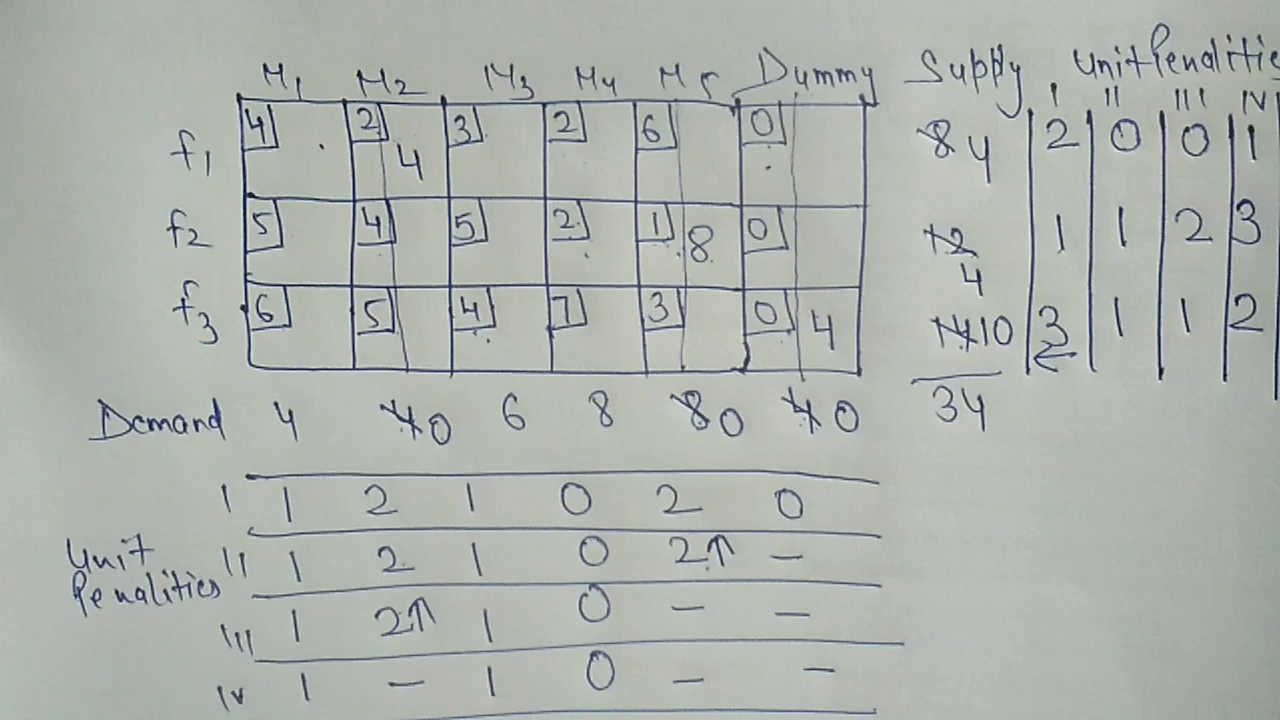 M1 M2 M3 M4 M5 Dummy Supply Unit Penalitie
I II III IV
f1 4 2 4 3 2 6 0 8 4 2 0 0 1
f2 5 4 5 2 1 8 0 12 4 1 1 2 3
f3 6 5 4 7 3 0 4 14 10 3 1 1 2
34
Demand 4 4 0 6 8 8 0 4 0
I 1 2 1 0 2 0
Unit Penalities II 1 2 1 0 2↑ -
III 1 2↑ 1 0 - -
IV 1 - 1 0 - -